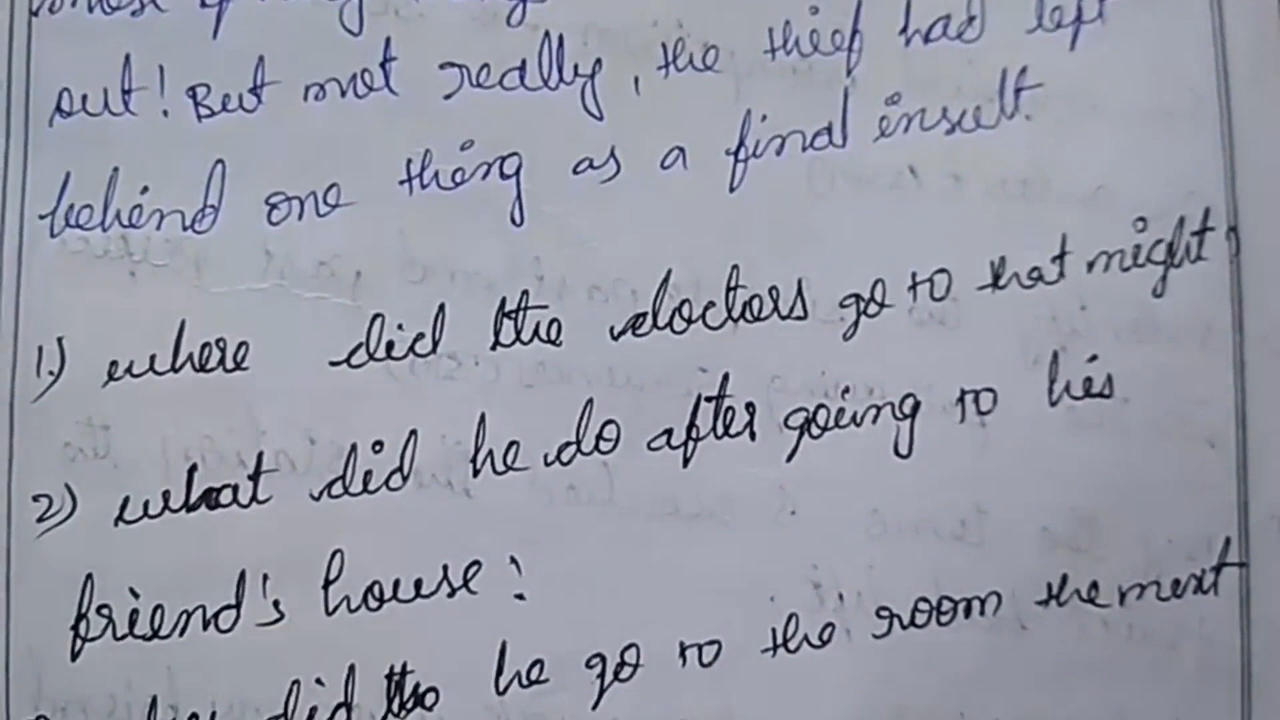 out! But not really, the thief had left
behind one thing as a final insult.
1.) where did the doctors go to that night?
2) what did he do after going to his
friend's house:
did he go to the room the next